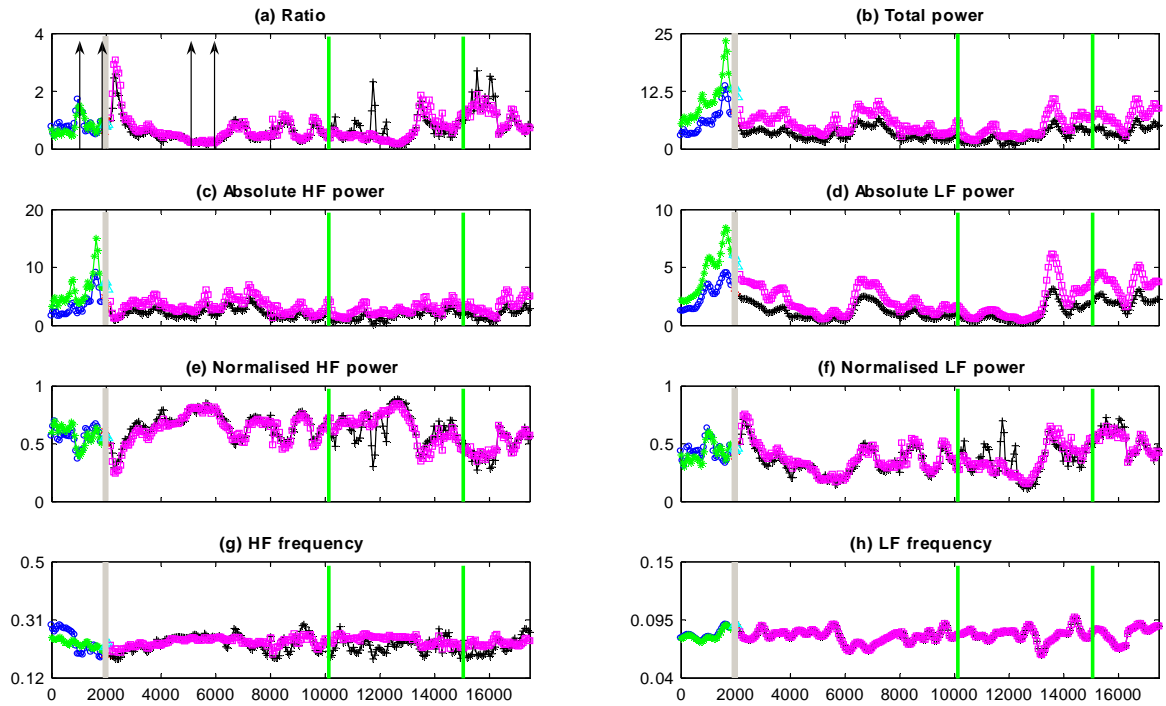 (a) Ratio
4
2
0
(b) Total power
25
12.5
0
(c) Absolute HF power
20
10
0
(d) Absolute LF power
10
5
0
(e) Normalised HF power
1
0.5
0
(f) Normalised LF power
1
0.5
0
(g) HF frequency
0.5
0.31
0.12
0 2000 4000 6000 8000 10000 12000 14000 16000
(h) LF frequency
0.15
0.095
0.04
0 2000 4000 6000 8000 10000 12000 14000 16000